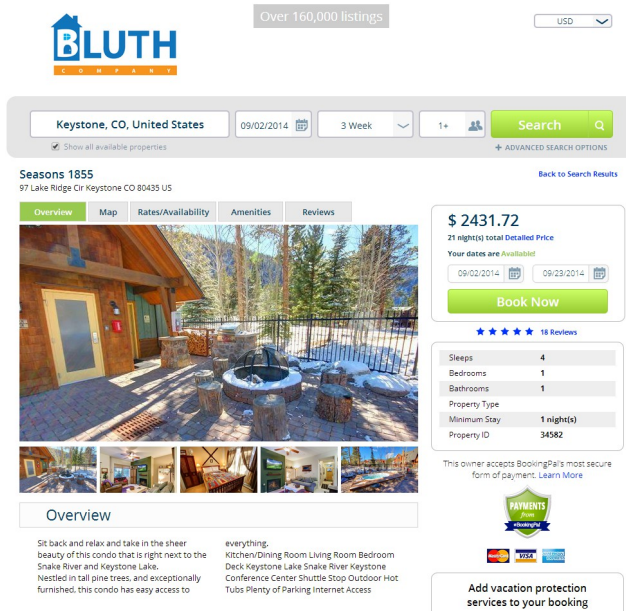 Over 160,000 listings
USD
BLUTH
COMPANY
Keystone, CO, United States
09/02/2014
3 Week
1+
Search
Show all available properties
ADVANCED SEARCH OPTIONS
Seasons 1855
97 Lake Ridge Cir Keystone CO 80435 US
Back to Search Results
Overview
Map
Rates/Availability
Amenities
Reviews
$ 2431.72
21 night(s) total Detailed Price
Your dates are Available!
09/02/2014
09/23/2014
Book Now
18 Reviews
Sleeps 4
Bedrooms 1
Bathrooms 1
Property Type
Minimum Stay 1 night(s)
Property ID 34582
This owner accepts BookingPal's most secure
form of payment. Learn More
PAYMENTS
from
BookingPal
MasterCard
VISA
Add vacation protection
services to your booking
Overview
Sit back and relax and take in the sheer
beauty of this condo that is right next to the
Snake River and Keystone Lake.
Nestled in tall pine trees, and exceptionally
furnished, this condo has easy access to
everything.
Kitchen/Dining Room Living Room Bedroom
Deck Keystone Lake Snake River Keystone
Conference Center Shuttle Stop Outdoor Hot
Tubs Plenty of Parking Internet Access